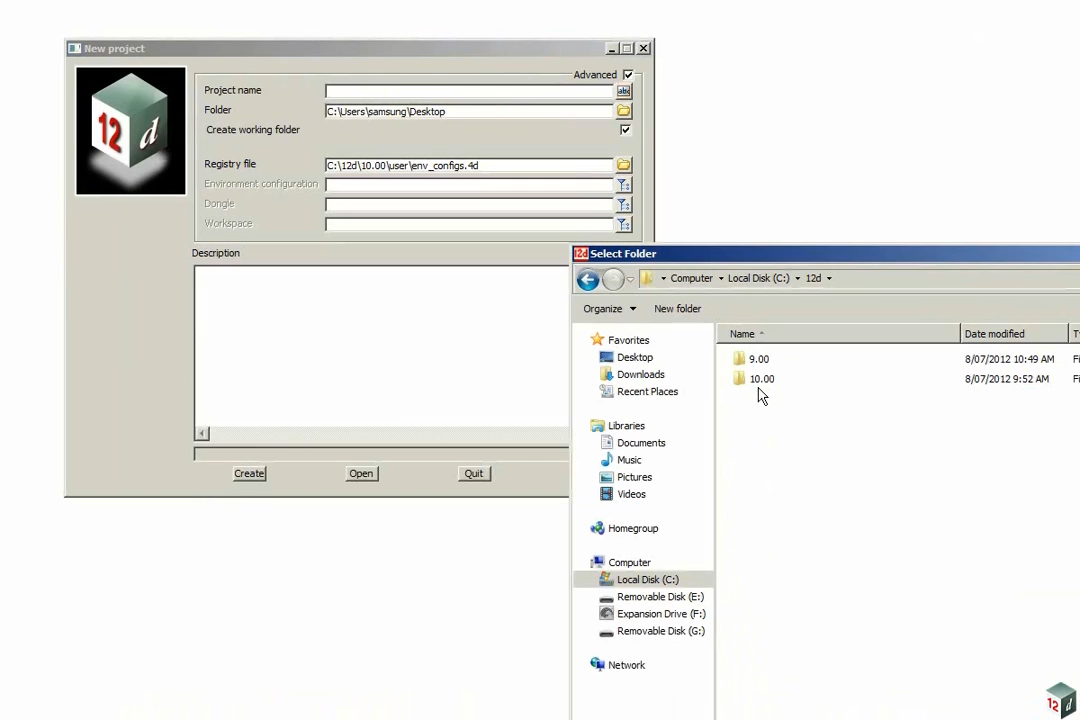 New project
12d
Advanced
Project name
abc
Folder
C:\Users\samsung\Desktop
Create working folder
Registry file
C:\12d\10.00\user\env_configs.4d
Environment configuration
Dongle
Workspace
Description
Create
Open
Quit
12d Select Folder
Computer
Local Disk (C:)
12d
Organize
New folder
Name
Date modified
Favorites
Desktop
Downloads
Recent Places
Libraries
Documents
Music
Pictures
Videos
Homegroup
Computer
Local Disk (C:)
Removable Disk (E:)
Expansion Drive (F:)
Removable Disk (G:)
Network
9.00
8/07/2012 10:49 AM
10.00
8/07/2012 9:52 AM
12d